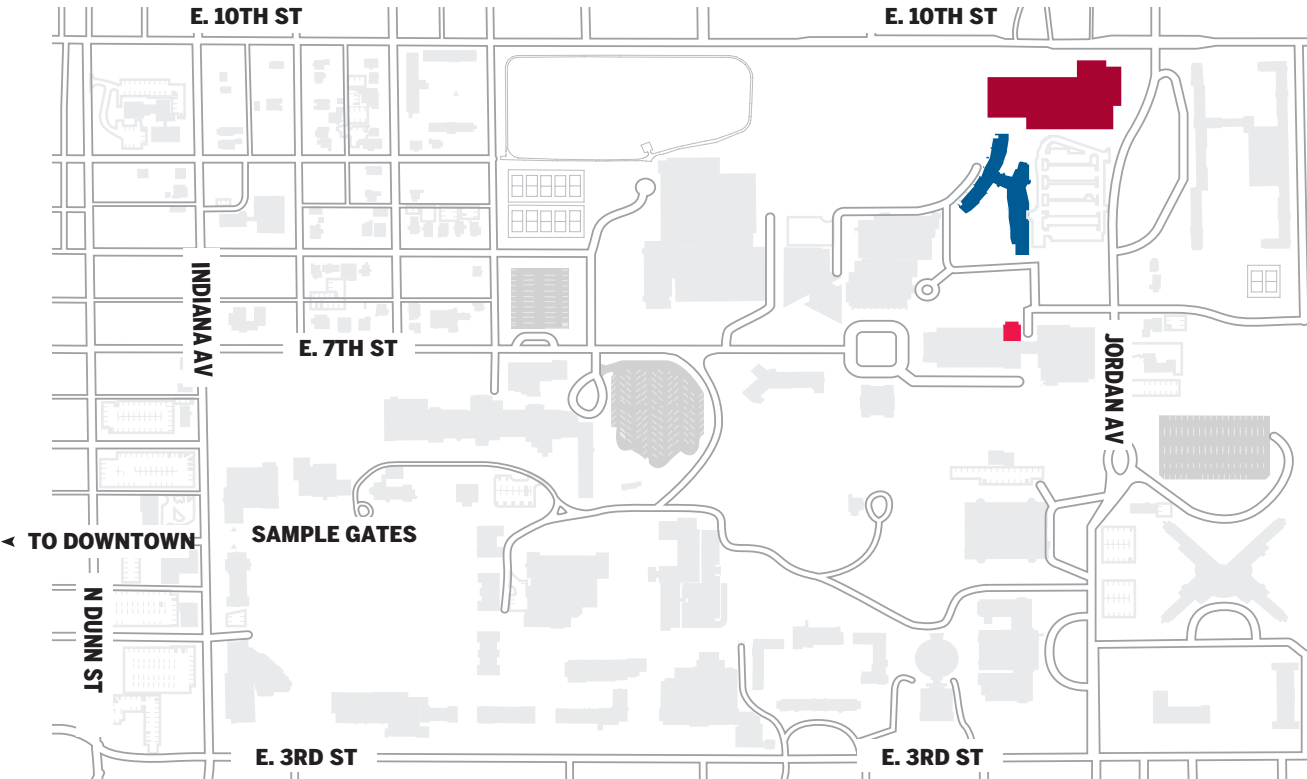 E. 10TH ST
E. 10TH ST
INDIANA AV
E. 7TH ST
JORDAN AV
SAMPLE GATES
TO DOWNTOWN
N DUNN ST
E. 3RD ST
E. 3RD ST